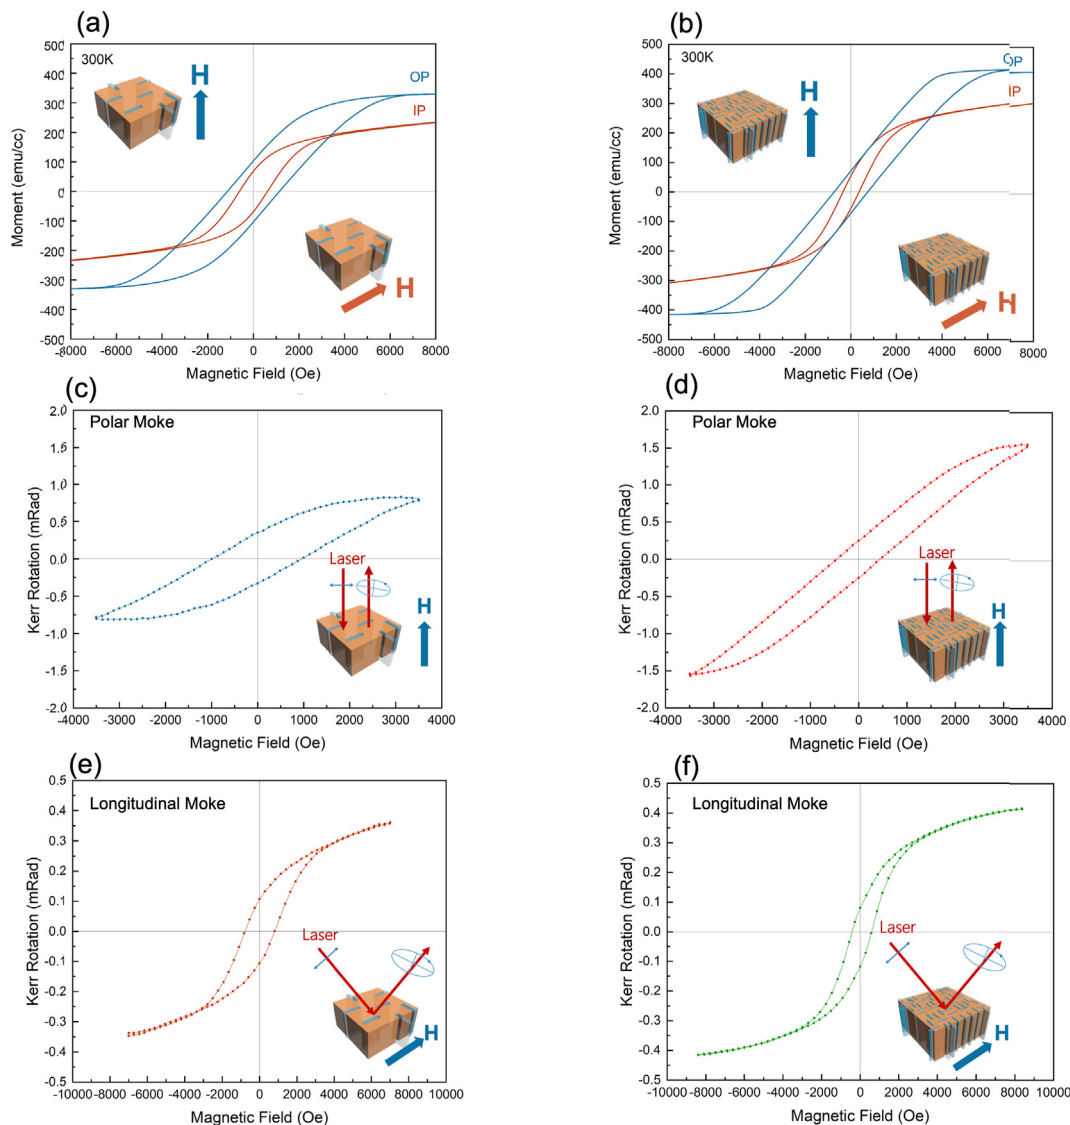 (a)
500
400
300
200
100
0
-100
-200
-300
-400
-500
Moment (emu/cc)
300K
H
OP
IP
H
-8000 -6000 -4000 -2000 0 2000 4000 6000 8000
Magnetic Field (Oe)
(b)
500
400
300
200
100
0
-100
-200
-300
-400
-500
Moment (emu/cc)
300K
H
OP
IP
H
-8000 -6000 -4000 -2000 0 2000 4000 6000 8000
Magnetic Field (Oe)
(c)
2.0
1.5
1.0
0.5
0.0
-0.5
-1.0
-1.5
-2.0
Kerr Rotation (mRad)
Polar Moke
Laser
H
-4000 -3000 -2000 -1000 0 1000 2000 3000 4000
Magnetic Field (Oe)
(d)
2.0
1.5
1.0
0.5
0.0
-0.5
-1.0
-1.5
-2.0
Kerr Rotation (mRad)
Polar Moke
Laser
H
-4000 -3000 -2000 -1000 0 1000 2000 3000 4000
Magnetic Field (Oe)
(e)
0.5
0.4
0.3
0.2
0.1
0.0
-0.1
-0.2
-0.3
-0.4
-0.5
Kerr Rotation (mRad)
Longitudinal Moke
Laser
H
-10000 -8000 -6000 -4000 -2000 0 2000 4000 6000 8000 10000
Magnetic Field (Oe)
(f)
0.5
0.4
0.3
0.2
0.1
0.0
-0.1
-0.2
-0.3
-0.4
-0.5
Kerr Rotation (mRad)
Longitudinal Moke
Laser
H
-10000 -8000 -6000 -4000 -2000 0 2000 4000 6000 8000 10000
Magnetic Field (Oe)